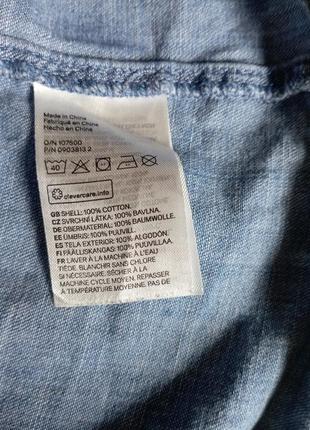 Made in China
Fabriqué en Chine
Hecho en China
O/N 107500
P/N 0903813 2
40
clevercare.info
GB SHELL: 100% COTTON.
CZ SVRCHNÍ LÁTKA: 100% BAVLNA.
DE OBERMATERIAL: 100% BAUMWOLLE.
EE ÜMBRIS: 100% PUUVILL.
ES TELA EXTERIOR: 100% ALGODÓN.
FI PÄÄLLISKANGAS: 100% PUUVILLAA.
FR LAVER À LA MACHINE À L'EAU
TIÈDE. BLANCHIR SANS CHLORE
SI NÉCESSAIRE. SÉCHER À LA
MACHINE CYCLE MOYEN. REPASSER
À TEMPÉRATURE MOYENNE. PAS DE